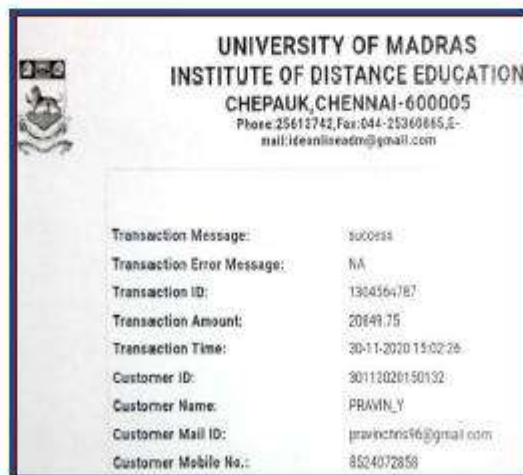 UNIVERSITY OF MADRAS
INSTITUTE OF DISTANCE EDUCATION
CHEPAUK,CHENNAI-600005
Phone:25613742,Fax:044-25360865,E-
mail:ideonlineadm@gmail.com
Transaction Message: success
Transaction Error Message: NA
Transaction ID: 1304564787
Transaction Amount: 20849.75
Transaction Time: 30-11-2020 15:02:26
Customer ID: 30112020150132
Customer Name: PRAVIN_Y
Customer Mail ID: pravinchns96@gmail.com
Customer Mobile No.: 8524072858